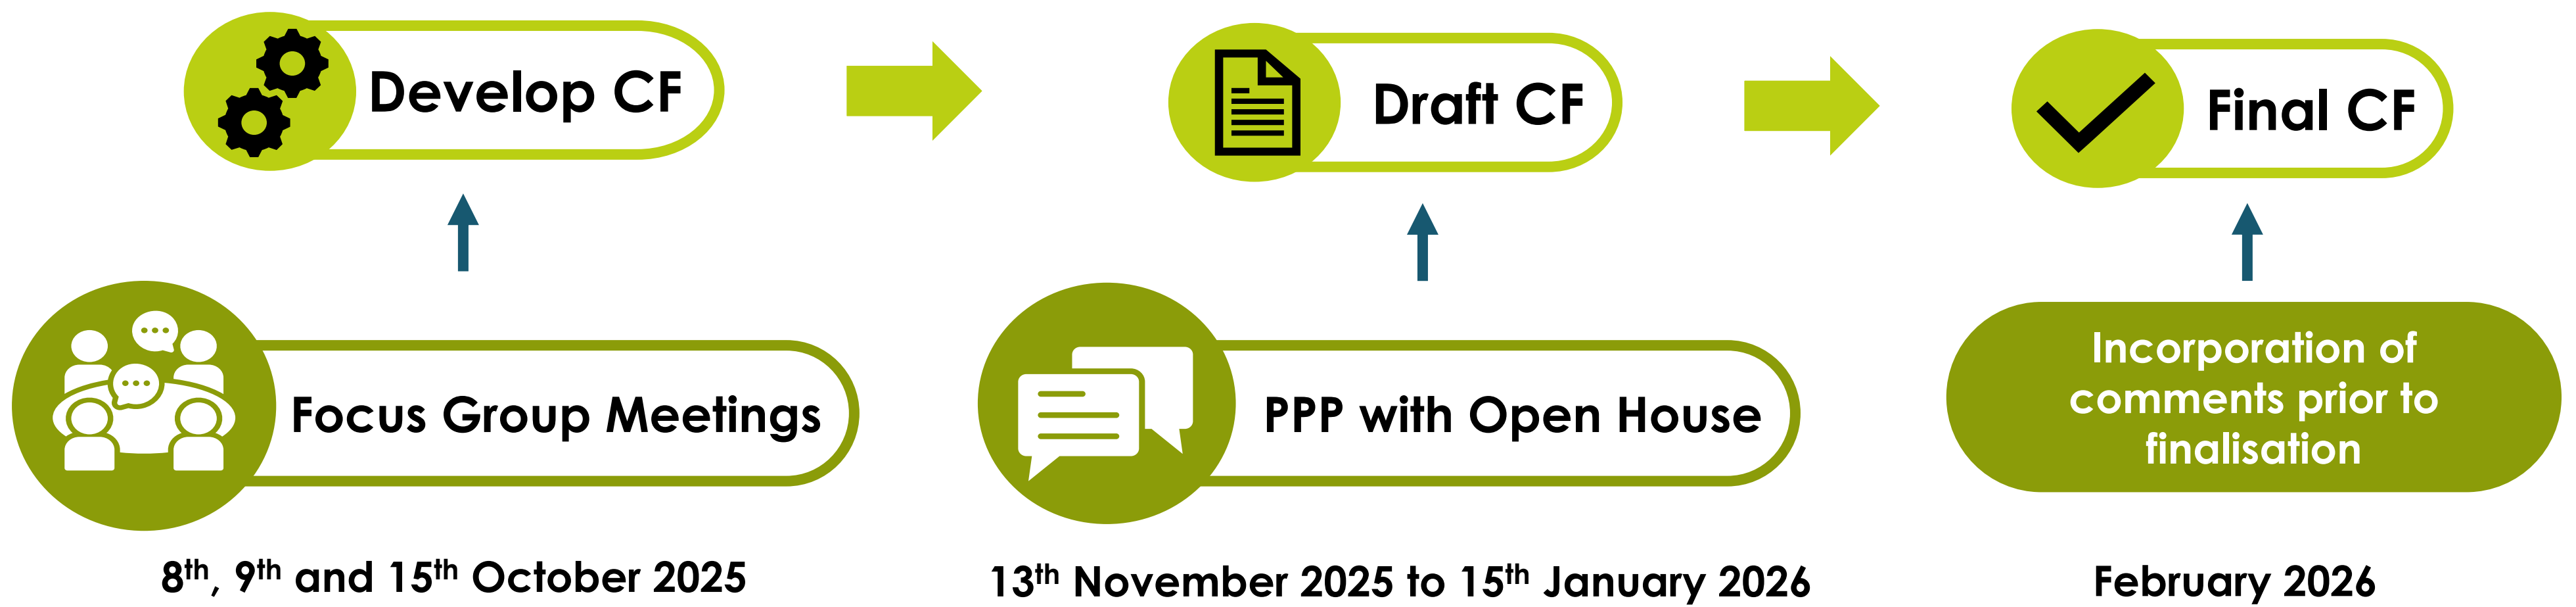 Develop CF
Draft CF
Final CF
Focus Group Meetings
PPP with Open House
Incorporation of
comments prior to
finalisation
8th, 9th and 15th October 2025
13th November 2025 to 15th January 2026
February 2026